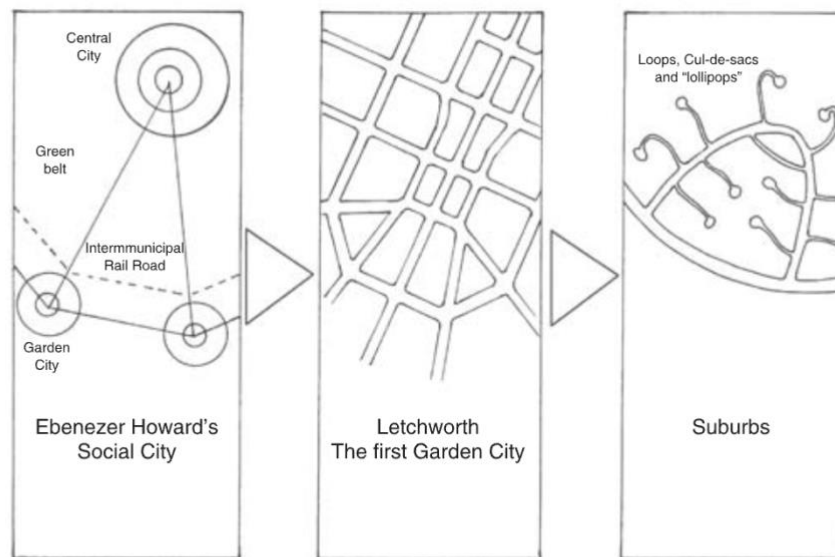 Central
City
Green
belt
Intermmunicipal
Rail Road
Garden
City
Ebenezer Howard's
Social City
Letchworth
The first Garden City
Loops, Cul-de-sacs
and "lollipops"
Suburbs